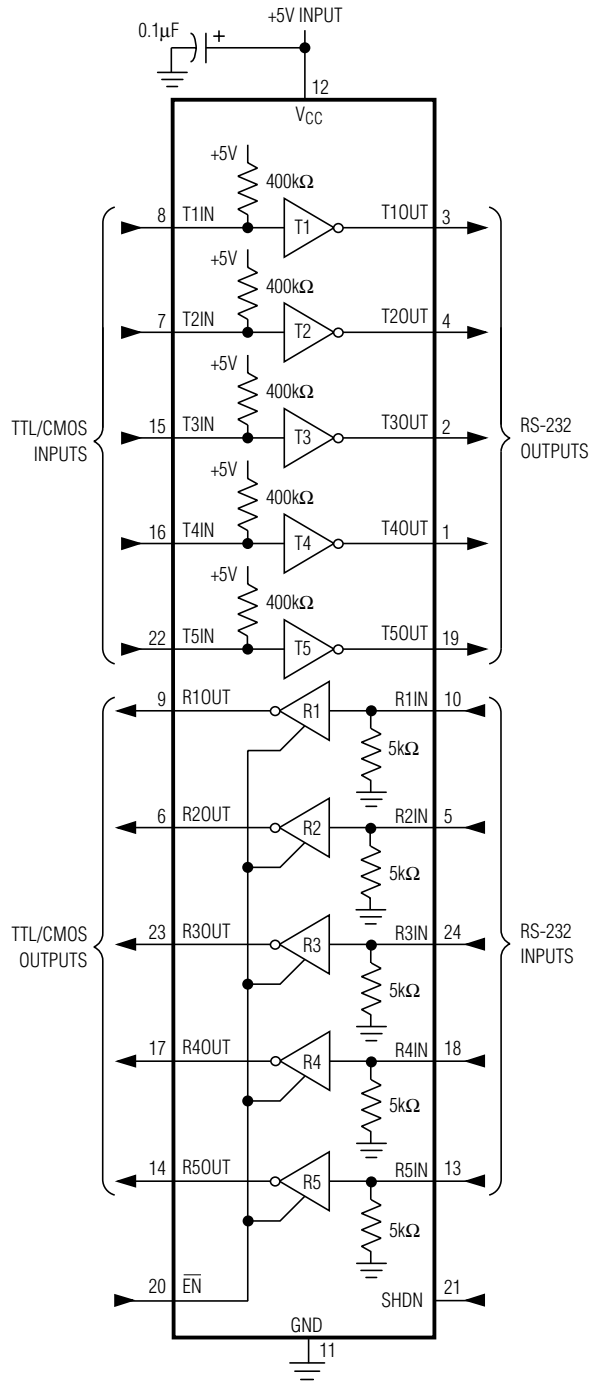 +5V INPUT
0.1μF +
12
VCC
+5V
400kΩ
8 T1IN T1 T1OUT 3
+5V
400kΩ
7 T2IN T2 T2OUT 4
+5V
400kΩ
TTL/CMOS
INPUTS
15 T3IN T3 T3OUT 2
RS-232
OUTPUTS
+5V
400kΩ
16 T4IN T4 T4OUT 1
+5V
400kΩ
22 T5IN T5 T5OUT 19
9 R1OUT R1 R1IN 10
5kΩ
6 R2OUT R2 R2IN 5
5kΩ
TTL/CMOS
OUTPUTS
23 R3OUT R3 R3IN 24
RS-232
INPUTS
5kΩ
17 R4OUT R4 R4IN 18
5kΩ
14 R5OUT R5 R5IN 13
5kΩ
20 EN SHDN 21
GND
11